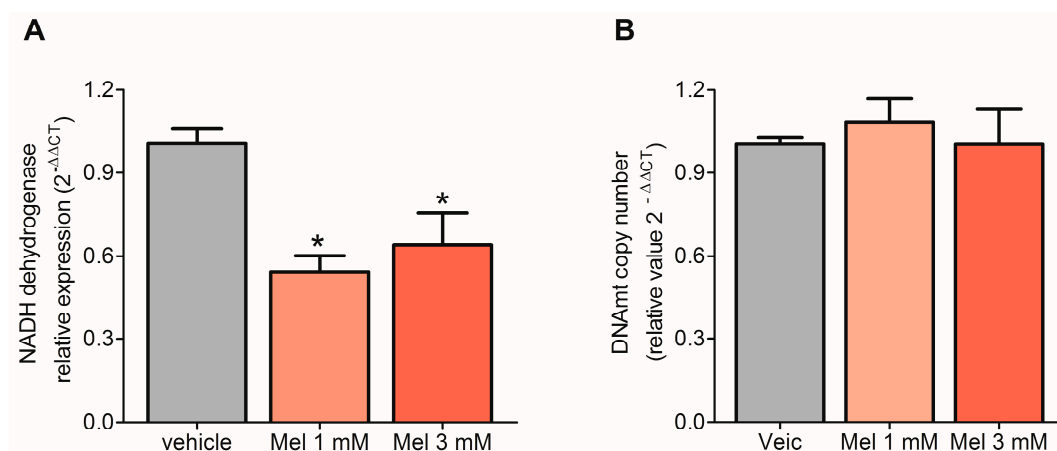 A
NADH dehydrogenase
relative expression (2-ΔΔCT)
1.2
0.9
0.6
0.3
0.0
*
*
vehicle
Mel 1 mM
Mel 3 mM
B
DNAmt copy number
(relative value 2 - ΔΔCT)
1.2
0.9
0.6
0.3
0.0
Veic
Mel 1 mM
Mel 3 mM